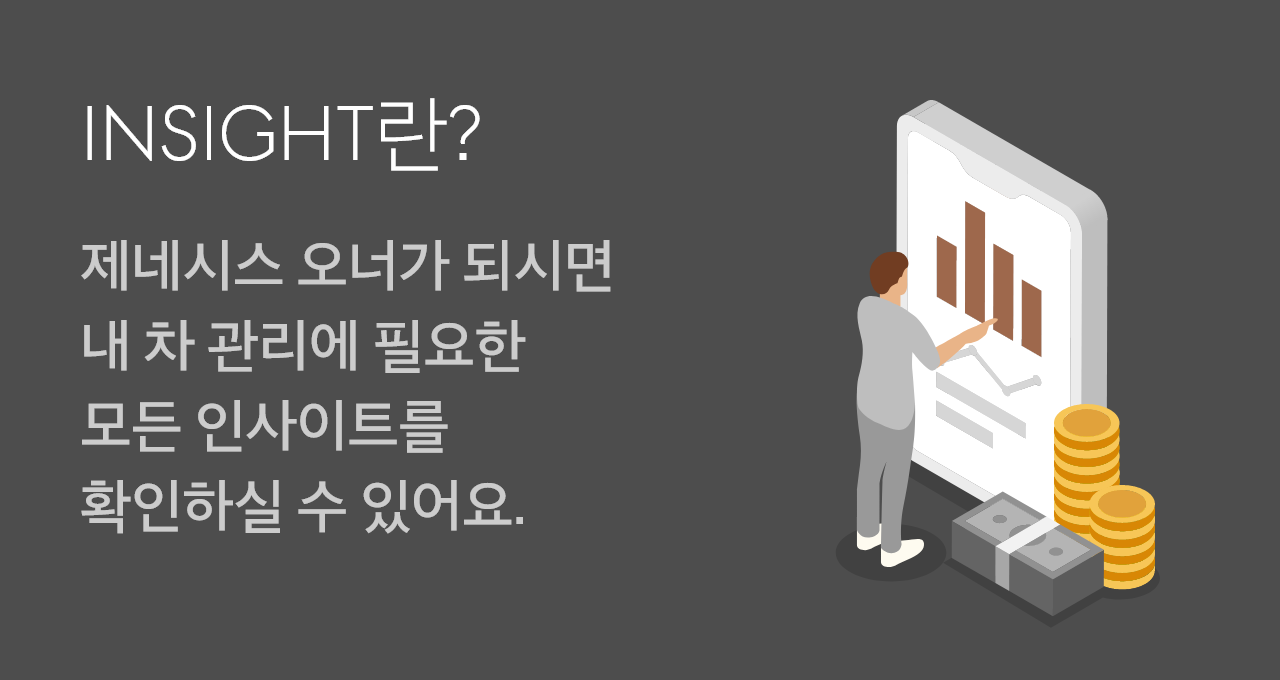 INSIGHT란?
제네시스 오너가 되시면
내 차 관리에 필요한
모든 인사이트를
확인하실 수 있어요.